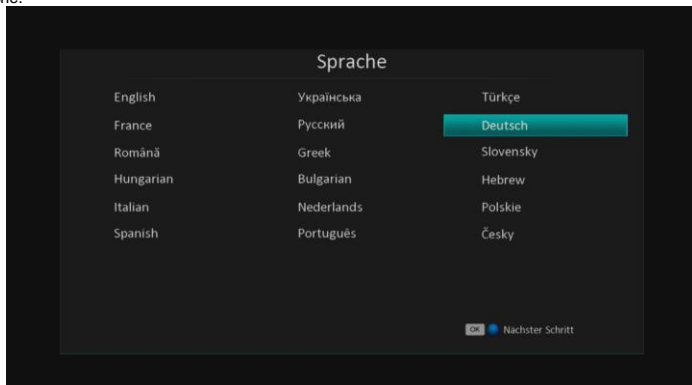 Sprache
English Українська Türkçe
France Русский Deutsch
Română Greek Slovensky
Hungarian Bulgarian Hebrew
Italian Nederlands Polskie
Spanish Português Česky
OK Nächster Schritt